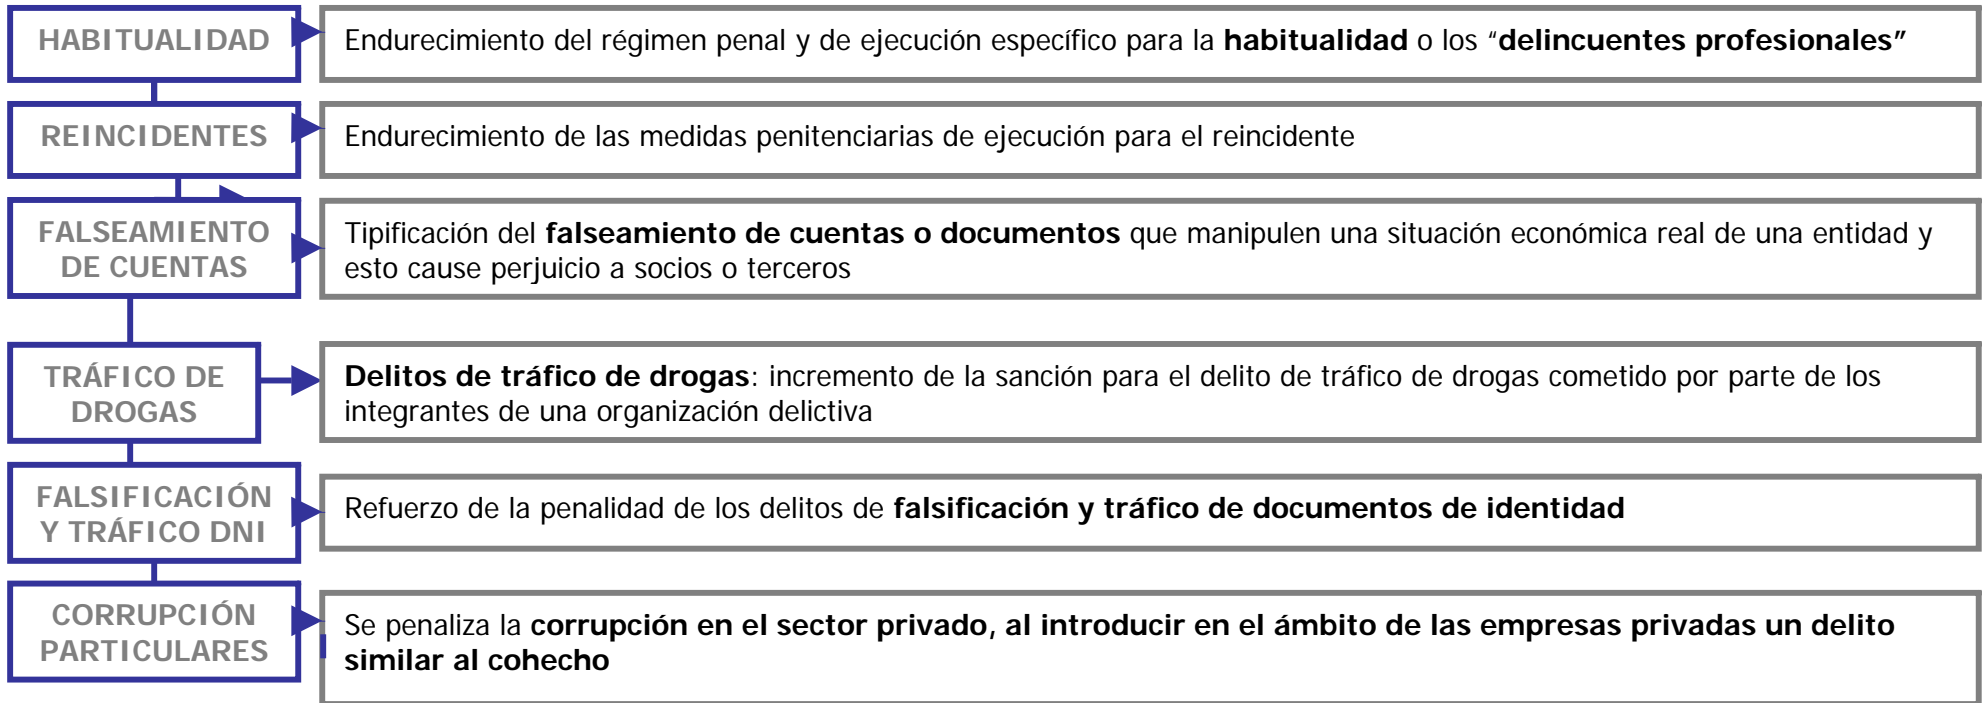 HABITUALIDAD
Endurecimiento del régimen penal y de ejecución específico para la habitualidad o los “delincuentes profesionales”
REINCIDENTES
Endurecimiento de las medidas penitenciarias de ejecución para el reincidente
FALSEAMIENTO
DE CUENTAS
Tipificación del falseamiento de cuentas o documentos que manipulen una situación económica real de una entidad y
esto cause perjuicio a socios o terceros
TRÁFICO DE
DROGAS
Delitos de tráfico de drogas: incremento de la sanción para el delito de tráfico de drogas cometido por parte de los
integrantes de una organización delictiva
FALSIFICACIÓN
Y TRÁFICO DNI
Refuerzo de la penalidad de los delitos de falsificación y tráfico de documentos de identidad
CORRUPCIÓN
PARTICULARES
Se penaliza la corrupción en el sector privado, al introducir en el ámbito de las empresas privadas un delito
similar al cohecho